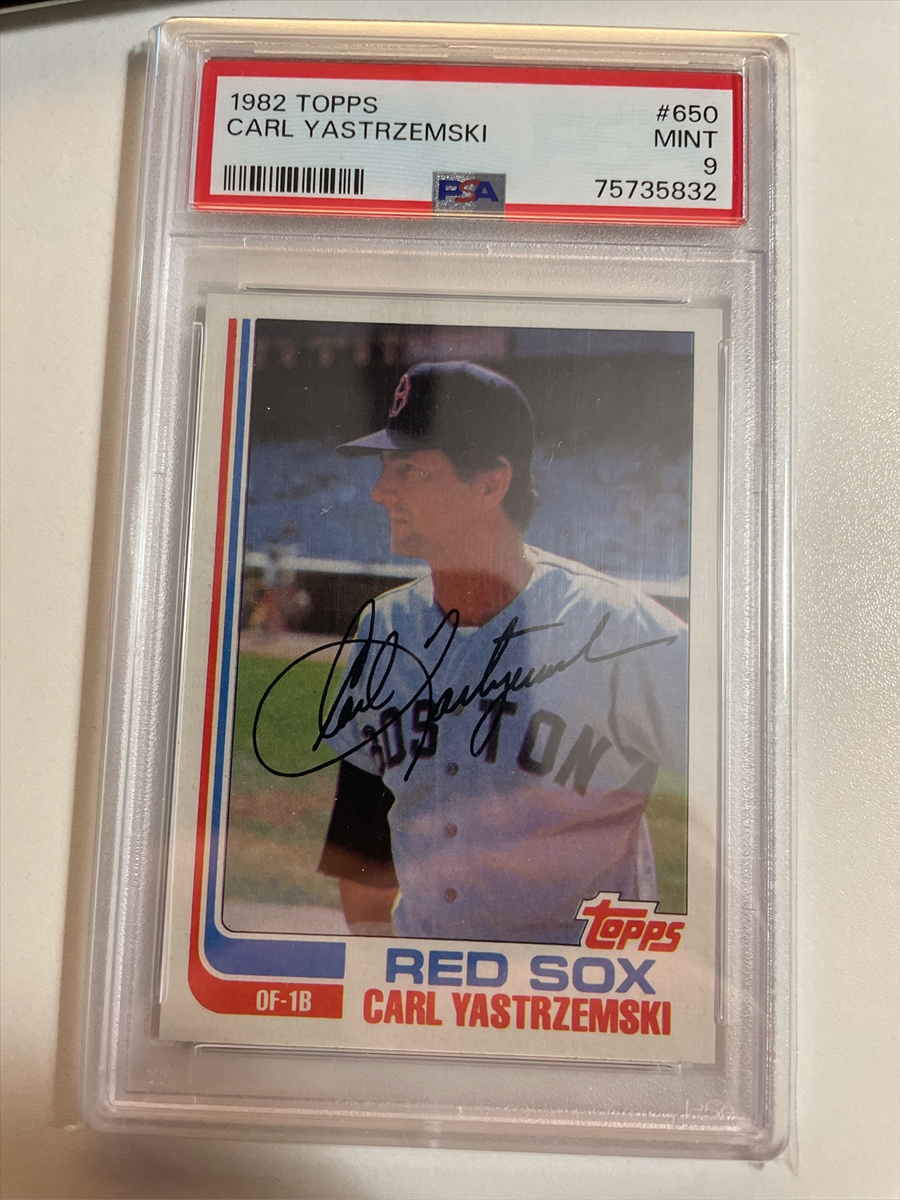 1982 TOPPS #650
CARL YASTRZEMSKI MINT
9
PSA 75735832
B
Carl Yastrzemski
BOSTON
topps
RED SOX
OF-1B CARL YASTRZEMSKI